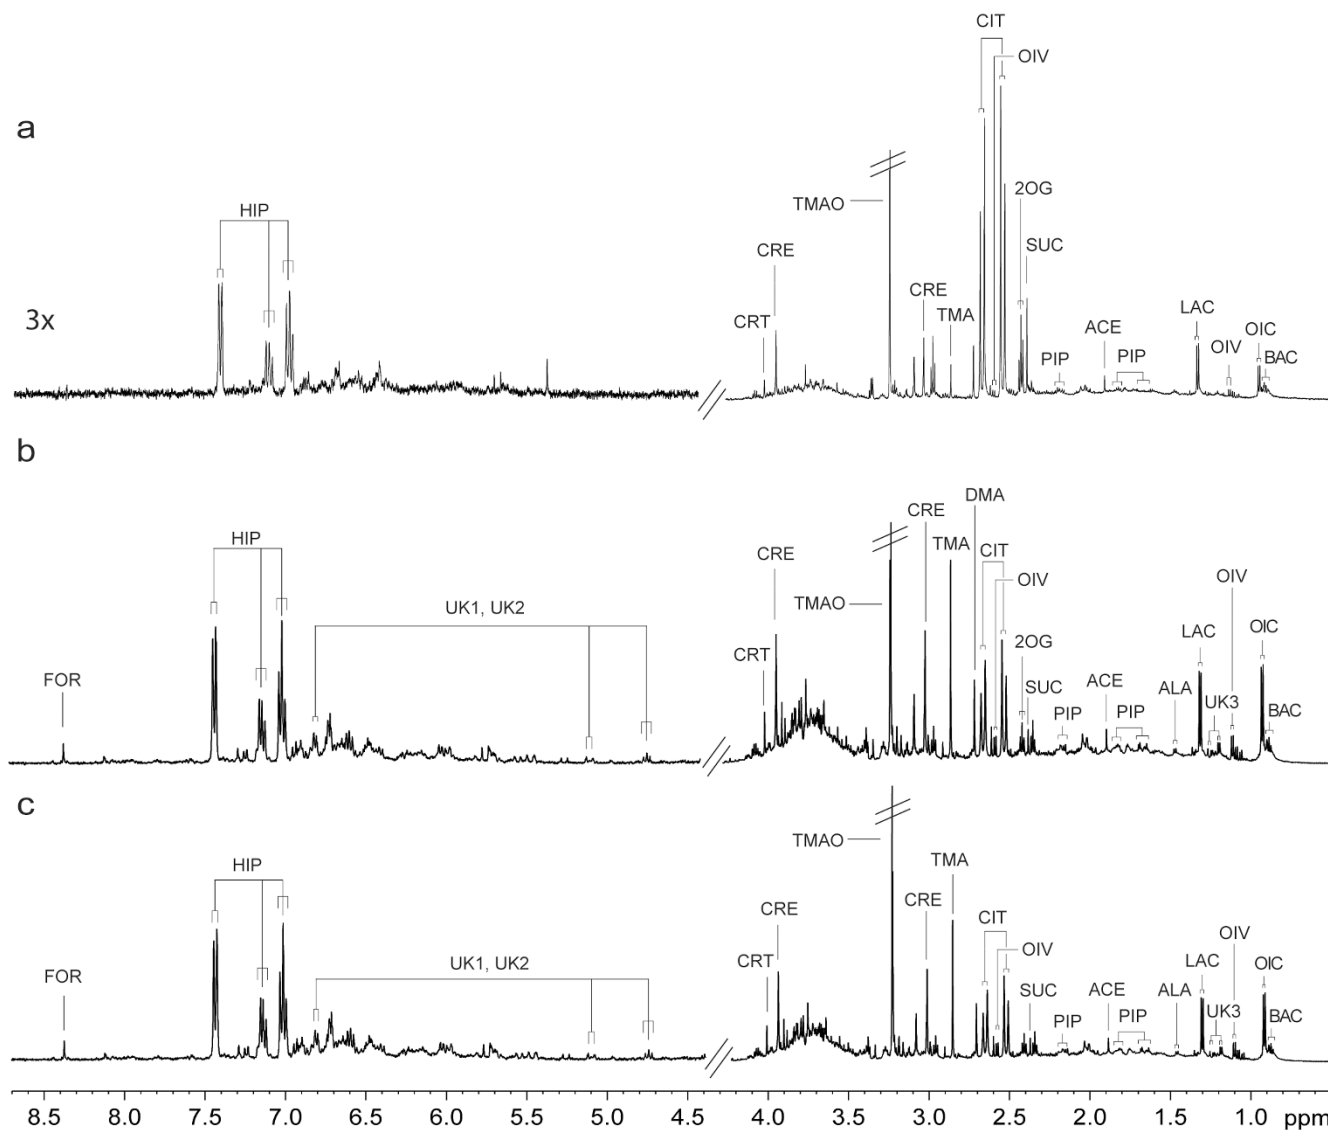 CIT
OIV
a
HIP
TMAO
2OG
SUC
CRE
CRE
3x
TMA
LAC
CRT
ACE
OIC
PIP
PIP
OIV
BAC
b
DMA
CRE
HIP
TMA
CIT
CRE
OIV
OIV
UK1, UK2
TMAO
LAC
OIC
2OG
CRT
FOR
SUC
ACE
ALA
UK3
PIP
PIP
BAC
c
TMAO
HIP
TMA
CRE
CRE
CIT
OIV
OIV
FOR
UK1, UK2
CRT
LAC
OIC
SUC
ACE
ALA
PIP
PIP
UK3
BAC
8.5 8.0 7.5 7.0 6.5 6.0 5.5 5.0 4.5 4.0 3.5 3.0 2.5 2.0 1.5 1.0 ppm